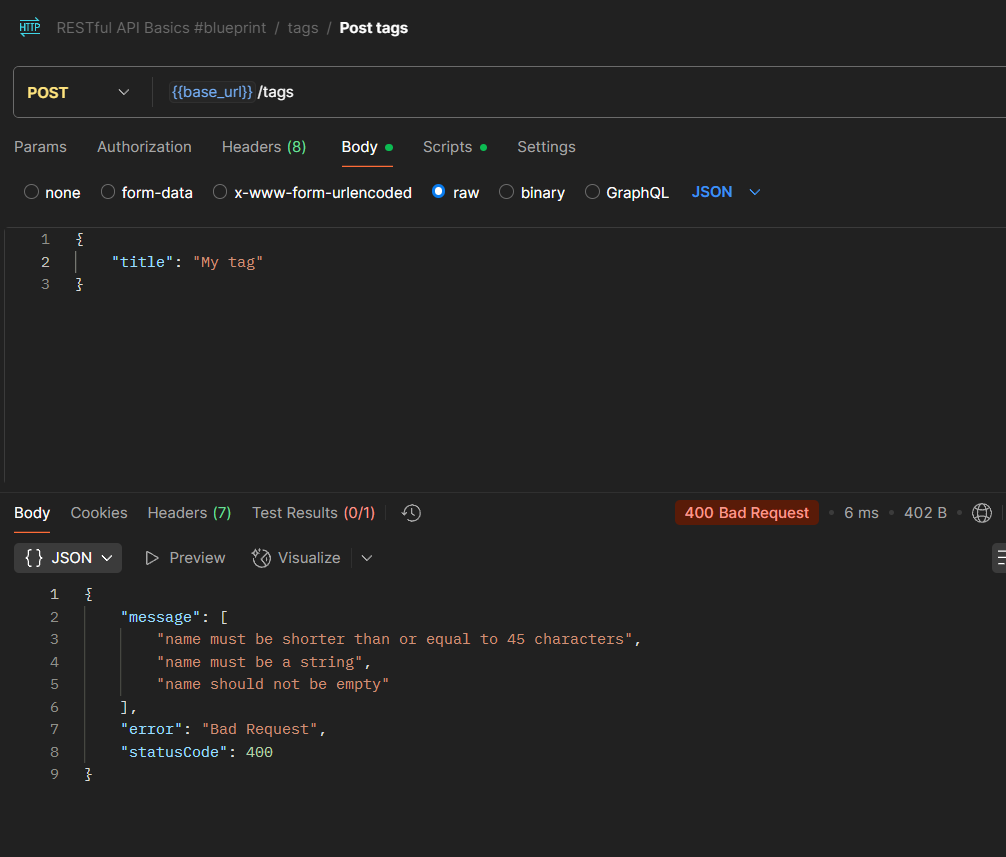 HTTP RESTful API Basics #blueprint / tags / Post tags
POST {{base_url}}/tags
Params Authorization Headers (8) Body Scripts Settings
none form-data x-www-form-urlencoded raw binary GraphQL JSON
1 {
2 "title": "My tag"
3 }
Body Cookies Headers (7) Test Results (0/1) 400 Bad Request • 6 ms • 402 B •
{} JSON Preview Visualize
1 {
2 "message": [
3 "name must be shorter than or equal to 45 characters",
4 "name must be a string",
5 "name should not be empty"
6 ],
7 "error": "Bad Request",
8 "statusCode": 400
9 }